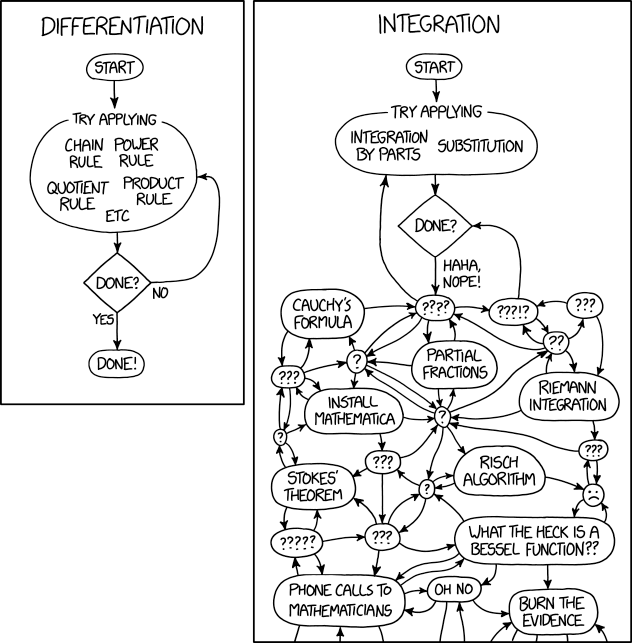 DIFFERENTIATION
START
TRY APPLYING
CHAIN RULE
POWER RULE
QUOTIENT RULE
PRODUCT RULE
ETC
DONE?
NO
YES
DONE!
INTEGRATION
START
TRY APPLYING
INTEGRATION
BY PARTS
SUBSTITUTION
DONE?
HAHA,
NOPE!
CAUCHY'S
FORMULA
????
???!?
???
??
?
PARTIAL
FRACTIONS
???
INSTALL
MATHEMATICA
RIEMANN
INTEGRATION
?
?
???
???
STOKES'
THEOREM
?
RISCH
ALGORITHM
?????
???
WHAT THE HECK IS A
BESSEL FUNCTION??
PHONE CALLS TO
MATHEMATICIANS
OH NO
BURN THE
EVIDENCE